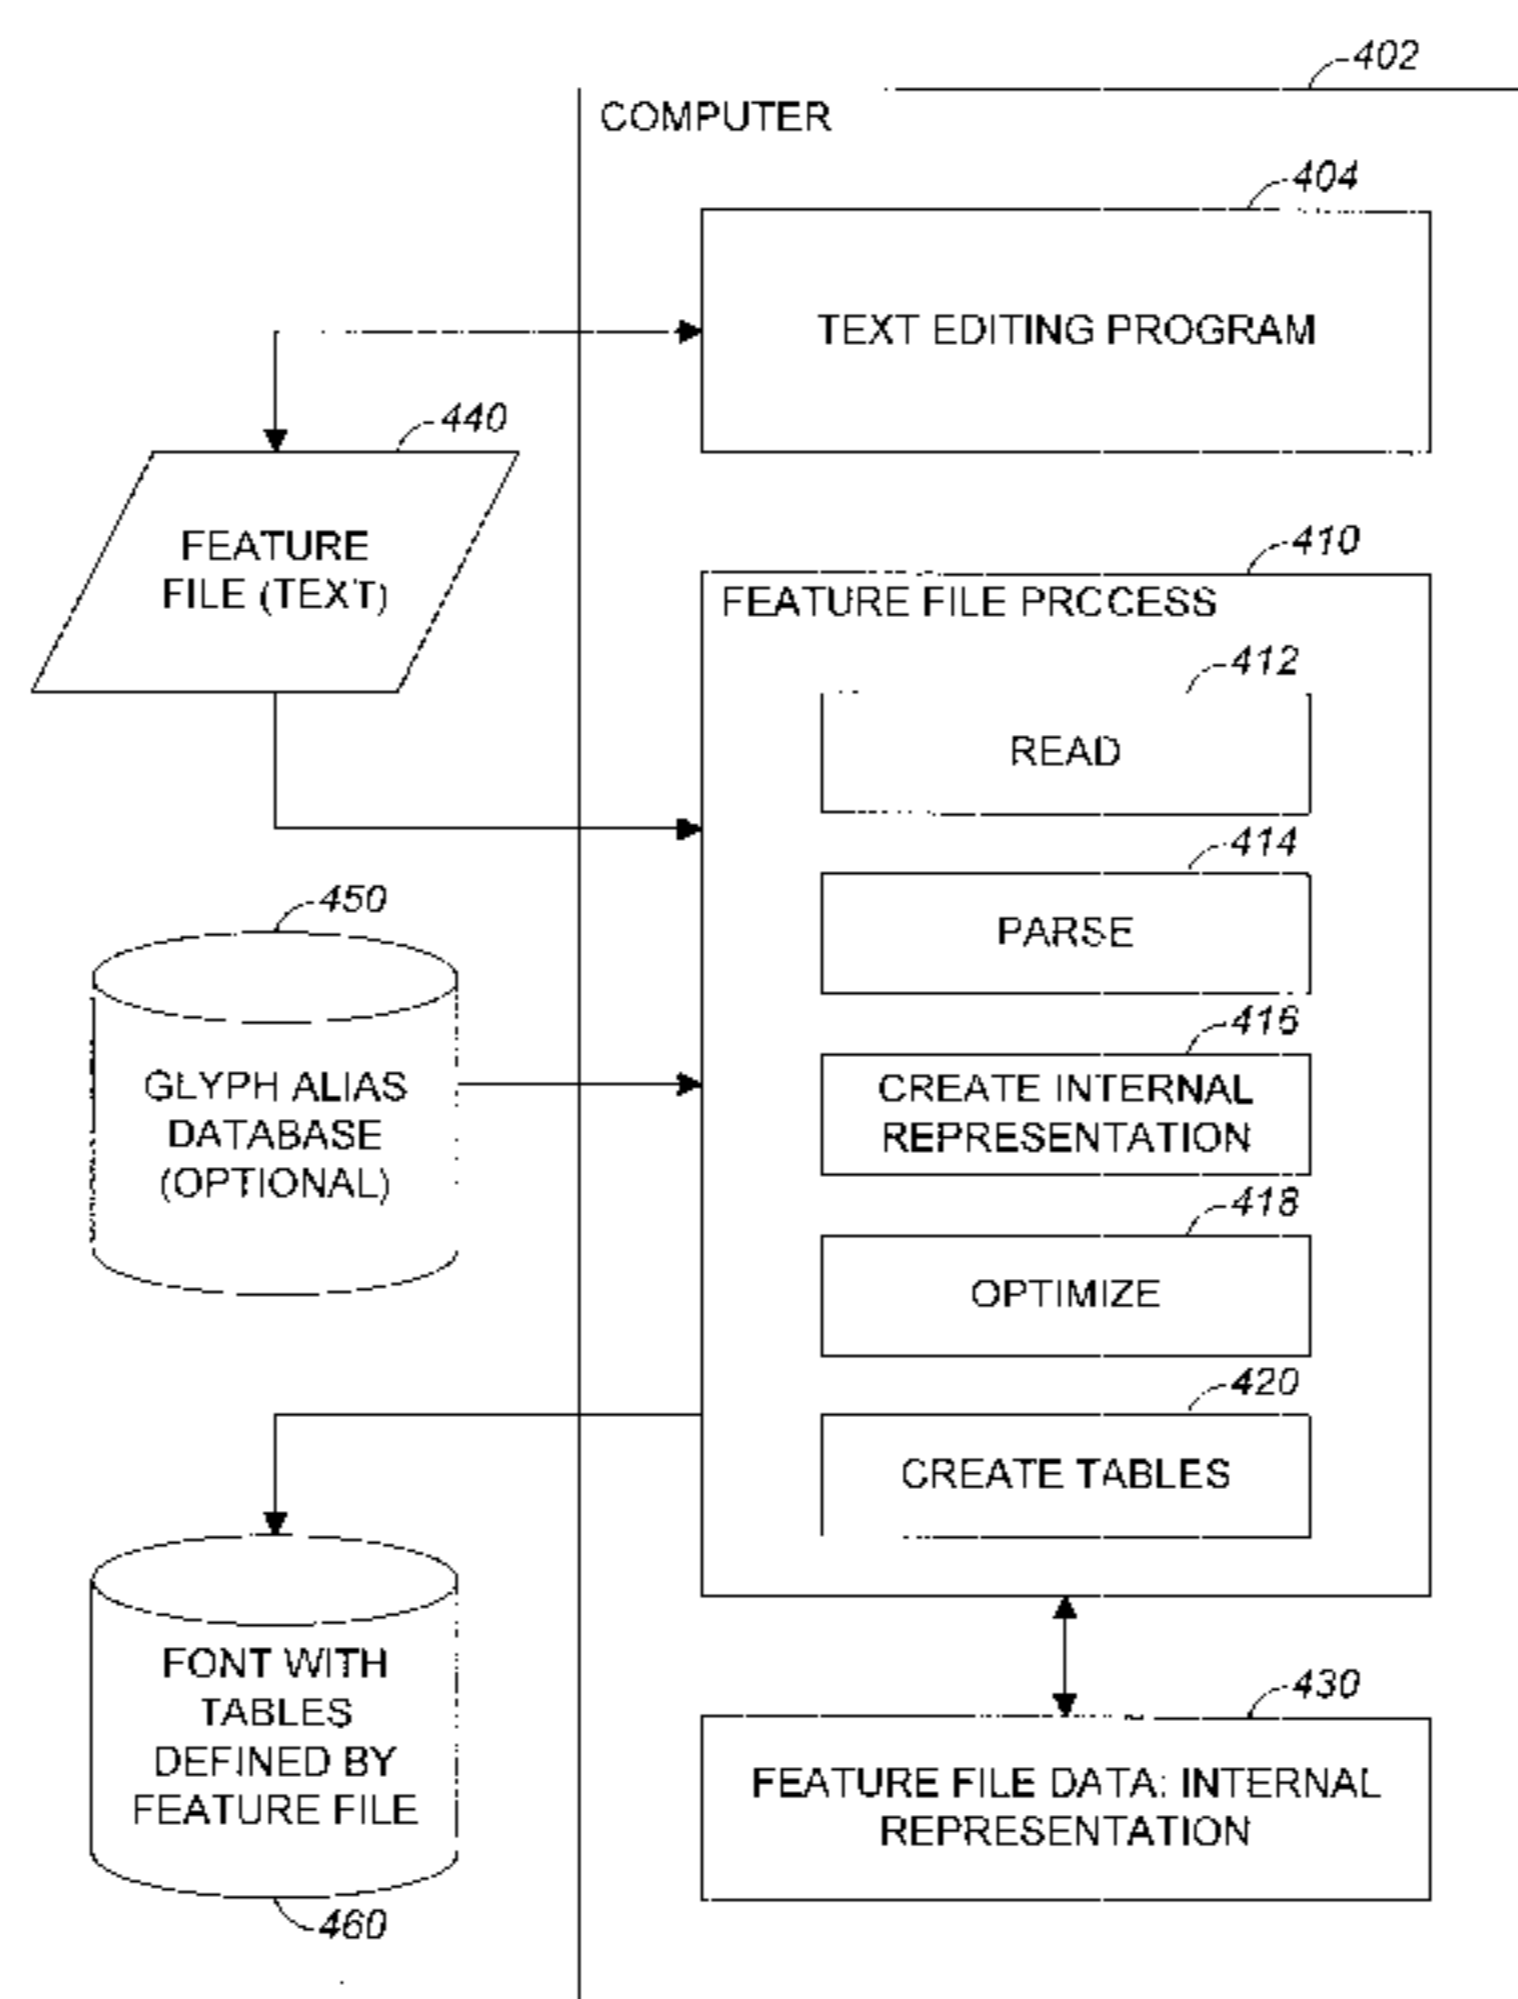 402
COMPUTER
404
TEXT EDITING PROGRAM
440
FEATURE
FILE (TEXT)
410
FEATURE FILE PRCCESS
412
READ
414
PARSE
450
GLYPH ALIAS
DATABASE
(OPTIONAL)
416
CREATE INTERNAL
REPRESENTATION
418
OPTIMIZE
420
CREATE TABLES
FONT WITH
TABLES
DEFINED BY
FEATURE FILE
460
430
FEATURE FILE DATA: INTERNAL
REPRESENTATION